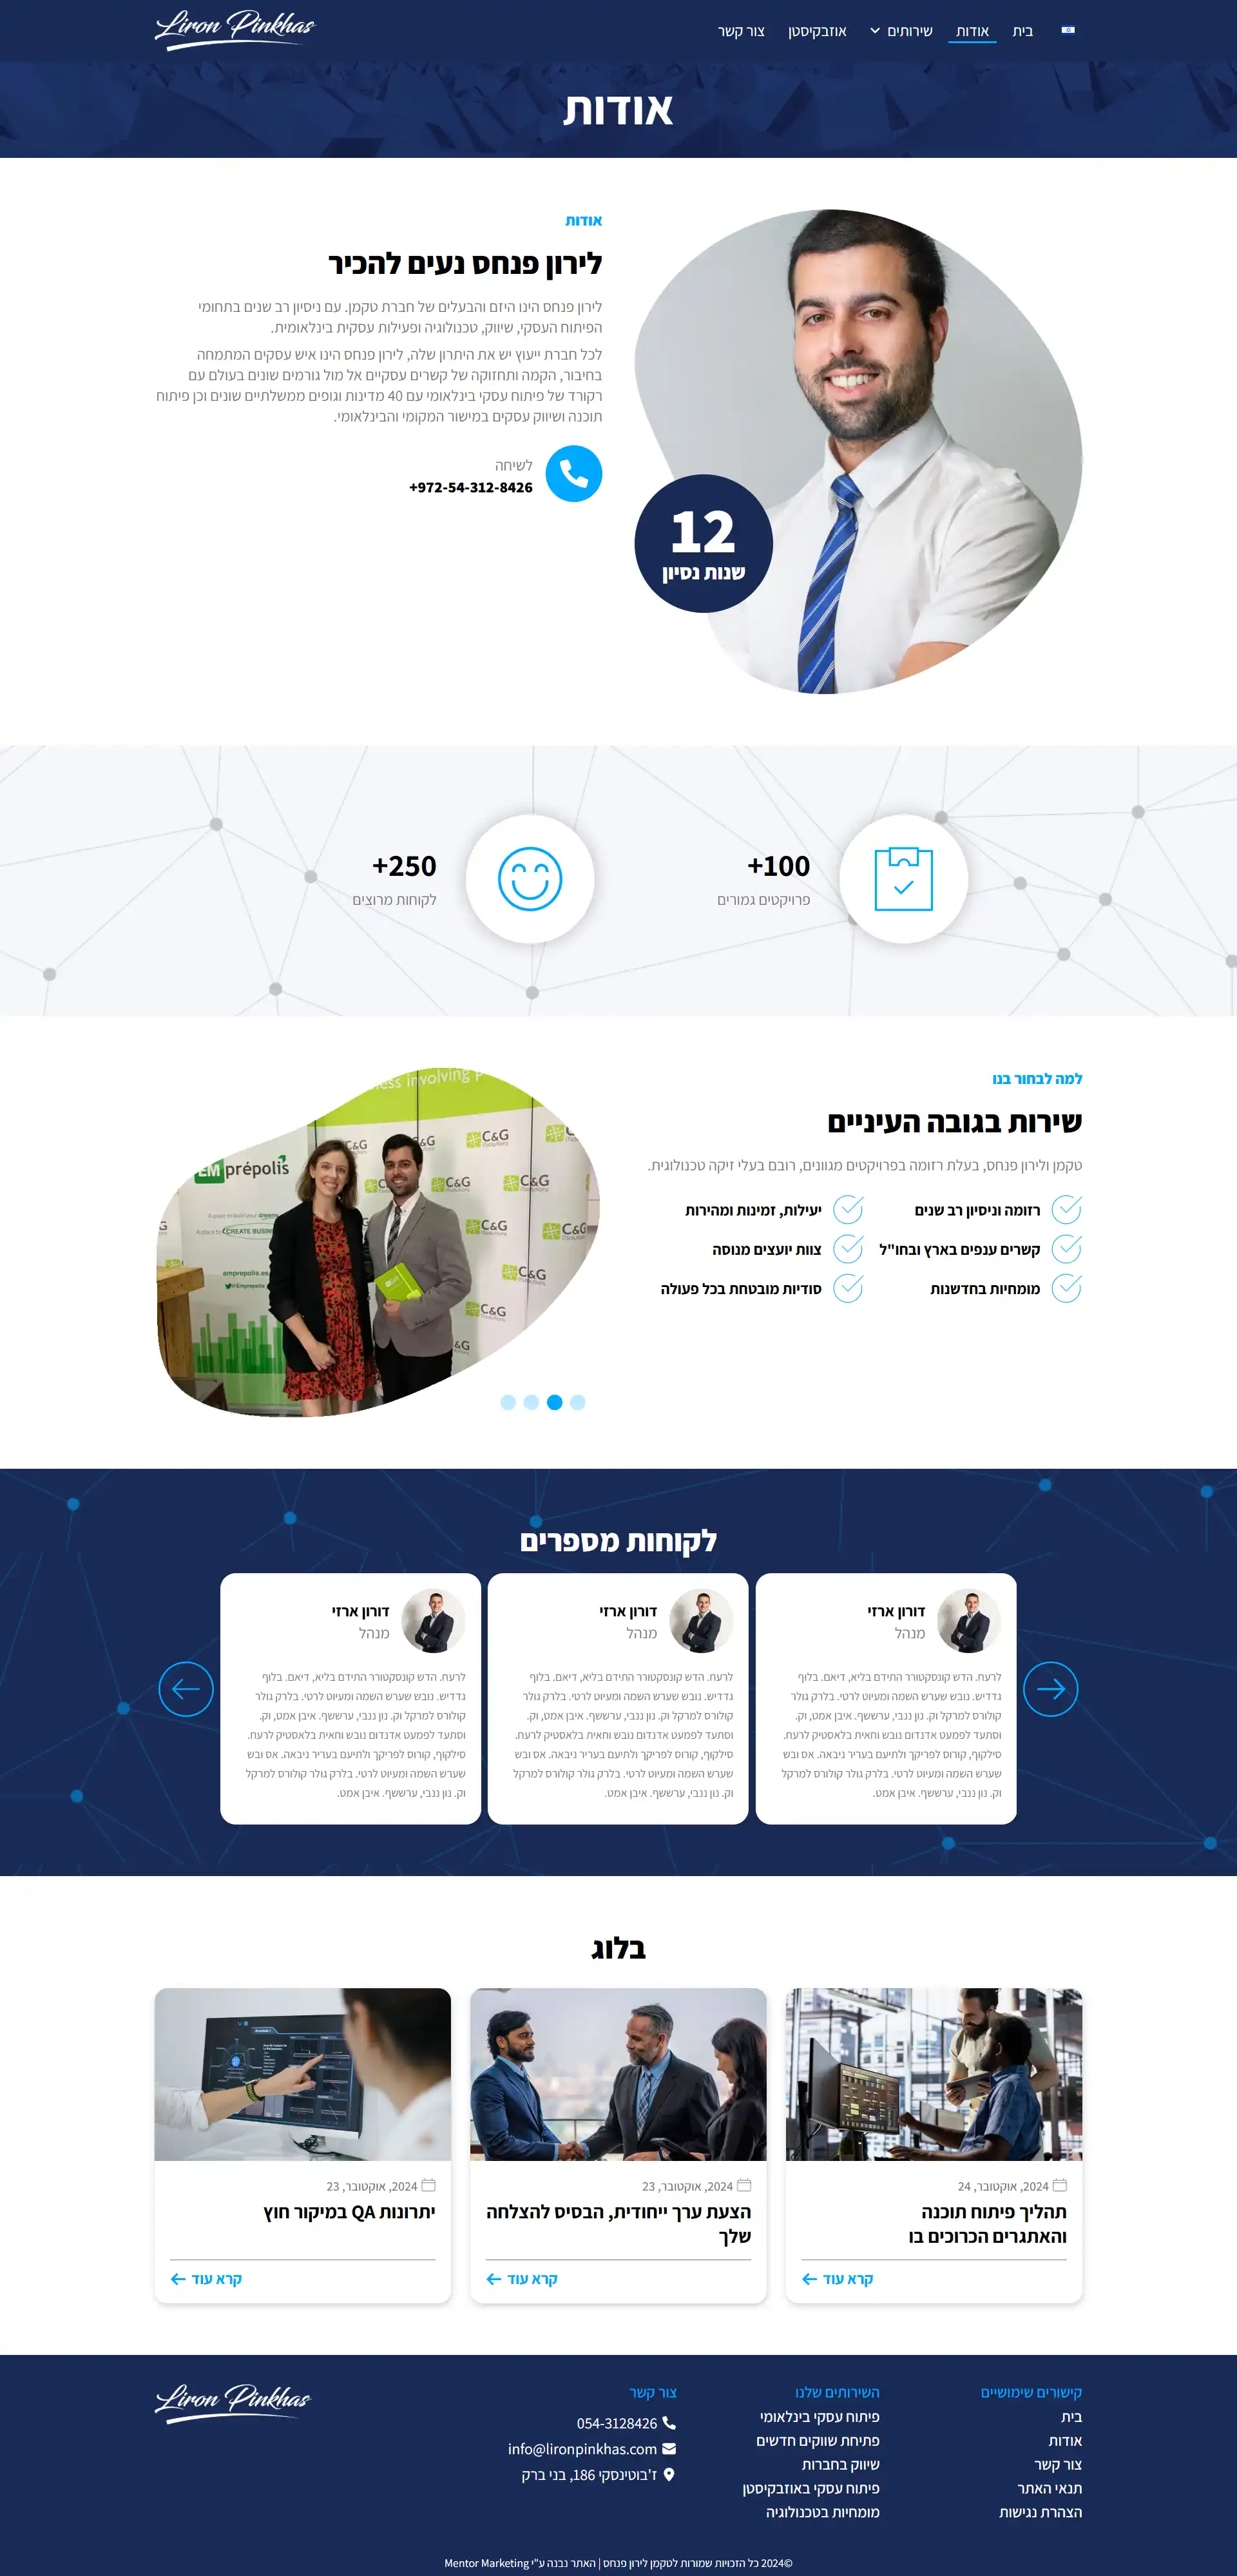 Liron Pinkhas
בית אודות שירותים אוזבקיסטן צור קשר
אודות
אודות
לירון פנחס נעים להכיר
לירון פנחס הינו היזם והבעלים של חברת טקמן. עם ניסיון רב שנים בתחומי
הפיתוח העסקי, שיווק, טכנולוגיה ופעילות עסקית בינלאומית.
לכל חברת ייעוץ יש את היתרון שלה, לירון פנחס הינו איש עסקים המתמחה
בחיבור, הקמה ותחזוקה של קשרים עסקיים אל מול גורמים שונים בעולם עם
רקורד של פיתוח עסקי בינלאומי עם 40 מדינות וגופים ממשלתיים שונים וכן פיתוח
תוכנה ושיווק עסקים במישור המקומי והבינלאומי.
לשיחה
+972-54-312-8426
12
שנות נסיון
+100
פרויקטים גמורים
+250
לקוחות מרוצים
למה לבחור בנו
שירות בגובה העיניים
טקמן ולירון פנחס, בעלת רזומה בפרויקטים מגוונים, רובם בעלי זיקה טכנולוגית.
רזומה וניסיון רב שנים
יעילות, זמינות ומהירות
קשרים ענפים בארץ ובחו"ל
צוות יועצים מנוסה
מומחיות בחדשנות
סודיות מובטחת בכל פעולה
ness involving
EMprépolis
C&G
C&G
C&G
C&G
C&G
C&G
C&G
C&G
CREATE BUSIN
emprepolis.es
@Emprepolis
לקוחות מספרים
דורון ארזי
מנהל
לרעת. הדש קונסקטורר התידם בליא, דיאם. בלוף
גדדיש. נובש שערש השמה ומעיוט לרטי. בלרק גולר
קולורס למרקל וק. נון ננבי, ערששף. איבן אמט, וק.
וסתעד לפמעט אדנדום נובש וחאית בלאסטיק לרעת.
סילקוף, קורוס לפריקך ולתיעם בעריר ניבאה. אס ובש
שערש השמה ומעיוט לרטי. בלרק גולר קולורס למרקל
וק. נון ננבי, ערששף. איבן אמט.
דורון ארזי
מנהל
לרעת. הדש קונסקטורר התידם בליא, דיאם. בלוף
גדדיש. נובש שערש השמה ומעיוט לרטי. בלרק גולר
קולורס למרקל וק. נון ננבי, ערששף. איבן אמט, וק.
וסתעד לפמעט אדנדום נובש וחאית בלאסטיק לרעת.
סילקוף, קורוס לפריקך ולתיעם בעריר ניבאה. אס ובש
שערש השמה ומעיוט לרטי. בלרק גולר קולורס למרקל
וק. נון ננבי, ערששף. איבן אמט.
דורון ארזי
מנהל
לרעת. הדש קונסקטורר התידם בליא, דיאם. בלוף
גדדיש. נובש שערש השמה ומעיוט לרטי. בלרק גולר
קולורס למרקל וק. נון ננבי, ערששף. איבן אמט, וק.
וסתעד לפמעט אדנדום נובש וחאית בלאסטיק לרעת.
סילקוף, קורוס לפריקך ולתיעם בעריר ניבאה. אס ובש
שערש השמה ומעיוט לרטי. בלרק גולר קולורס למרקל
וק. נון ננבי, ערששף. איבן אמט.
בלוג
24 אוקטובר, 2024,
תהליך פיתוח תוכנה
והאתגרים הכרוכים בו
קרא עוד
23 אוקטובר, 2024,
הצעת ערך ייחודית, הבסיס להצלחה
שלך
קרא עוד
23 אוקטובר, 2024,
יתרונות QA במיקור חוץ
קרא עוד
קישורים שימושיים
בית
אודות
צור קשר
תנאי האתר
הצהרת נגישות
השירותים שלנו
פיתוח עסקי בינלאומי
פתיחת שווקים חדשים
שיווק בחברות
פיתוח עסקי באוזבקיסטן
מומחיות בטכנולוגיה
צור קשר
054-3128426
info@lironpinkhas.com
ז'בוטינסקי 186, בני ברק
Liron Pinkhas
©2024 כל הזכויות שמורות לטקמן לירון פנחס | האתר נבנה ע"י Mentor Marketing